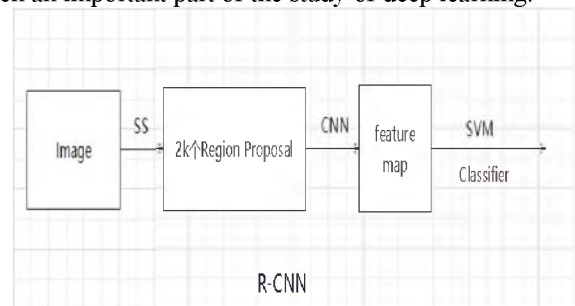 an important part of the study of deep learning.
SS
CNN
SVM
Image
2k个Region Proposal
feature
map
Classifier
R-CNN